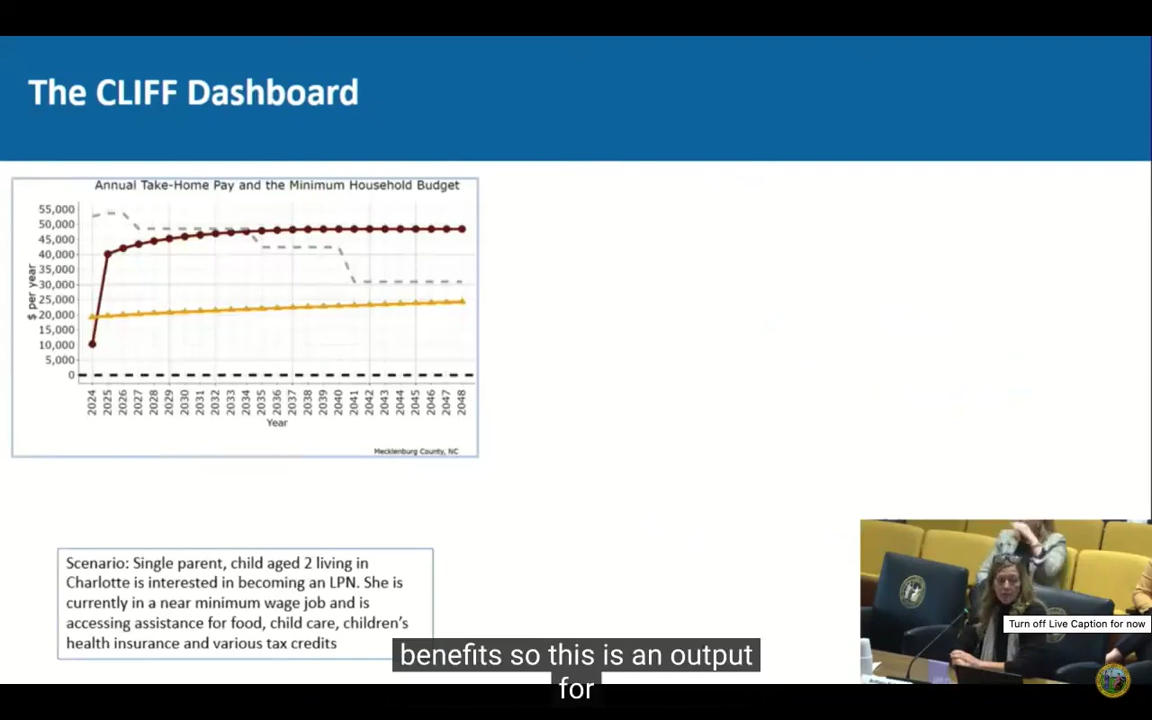 The CLIFF Dashboard
Annual Take-Home Pay and the Minimum Household Budget
55,000
50,000
45,000
40,000
35,000
30,000
25,000
20,000
15,000
10,000
5,000
0
$ per year
2024 2025 2026 2027 2028 2029 2030 2031 2032 2033 2034 2035 2036 2037 2038 2039 2040 2041 2042 2043 2044 2045 2046 2047 2048
Year
Mecklenburg County, NC
Scenario: Single parent, child aged 2 living in
Charlotte is interested in becoming an LPN. She is
currently in a near minimum wage job and is
accessing assistance for food, child care, children's
health insurance and various tax credits
Turn off Live Caption for now
benefits so this is an output
for